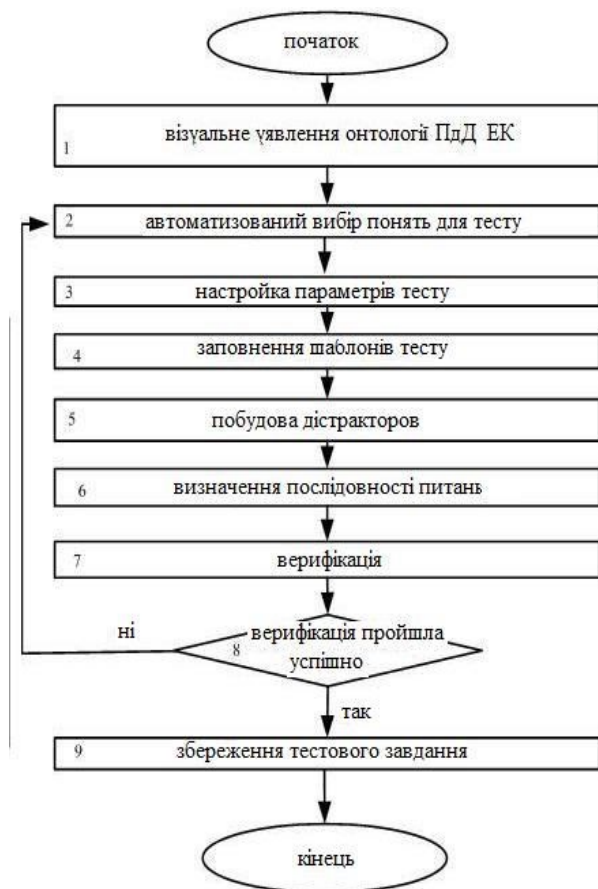 початок
1 візуальне уявлення онтології ПдД ЕК
2 автоматизований вибір понять для тесту
3 настройка параметрів тесту
4 заповнення шаблонів тесту
5 побудова дістракторов
6 визначення послідовності питань
7 верифікація
ні
8 верифікація пройшла
успішно
так
9 збереження тестового завдання
кінець